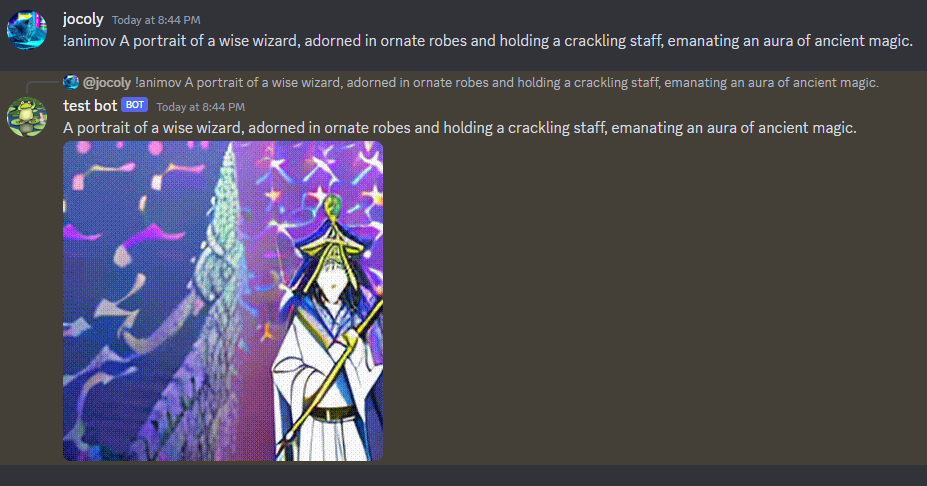 jocoly Today at 8:44 PM
!animov A portrait of a wise wizard, adorned in ornate robes and holding a crackling staff, emanating an aura of ancient magic.
@jocoly !animov A portrait of a wise wizard, adorned in ornate robes and holding a crackling staff, emanating an aura of ancient magic.
test bot BOT Today at 8:44 PM
A portrait of a wise wizard, adorned in ornate robes and holding a crackling staff, emanating an aura of ancient magic.